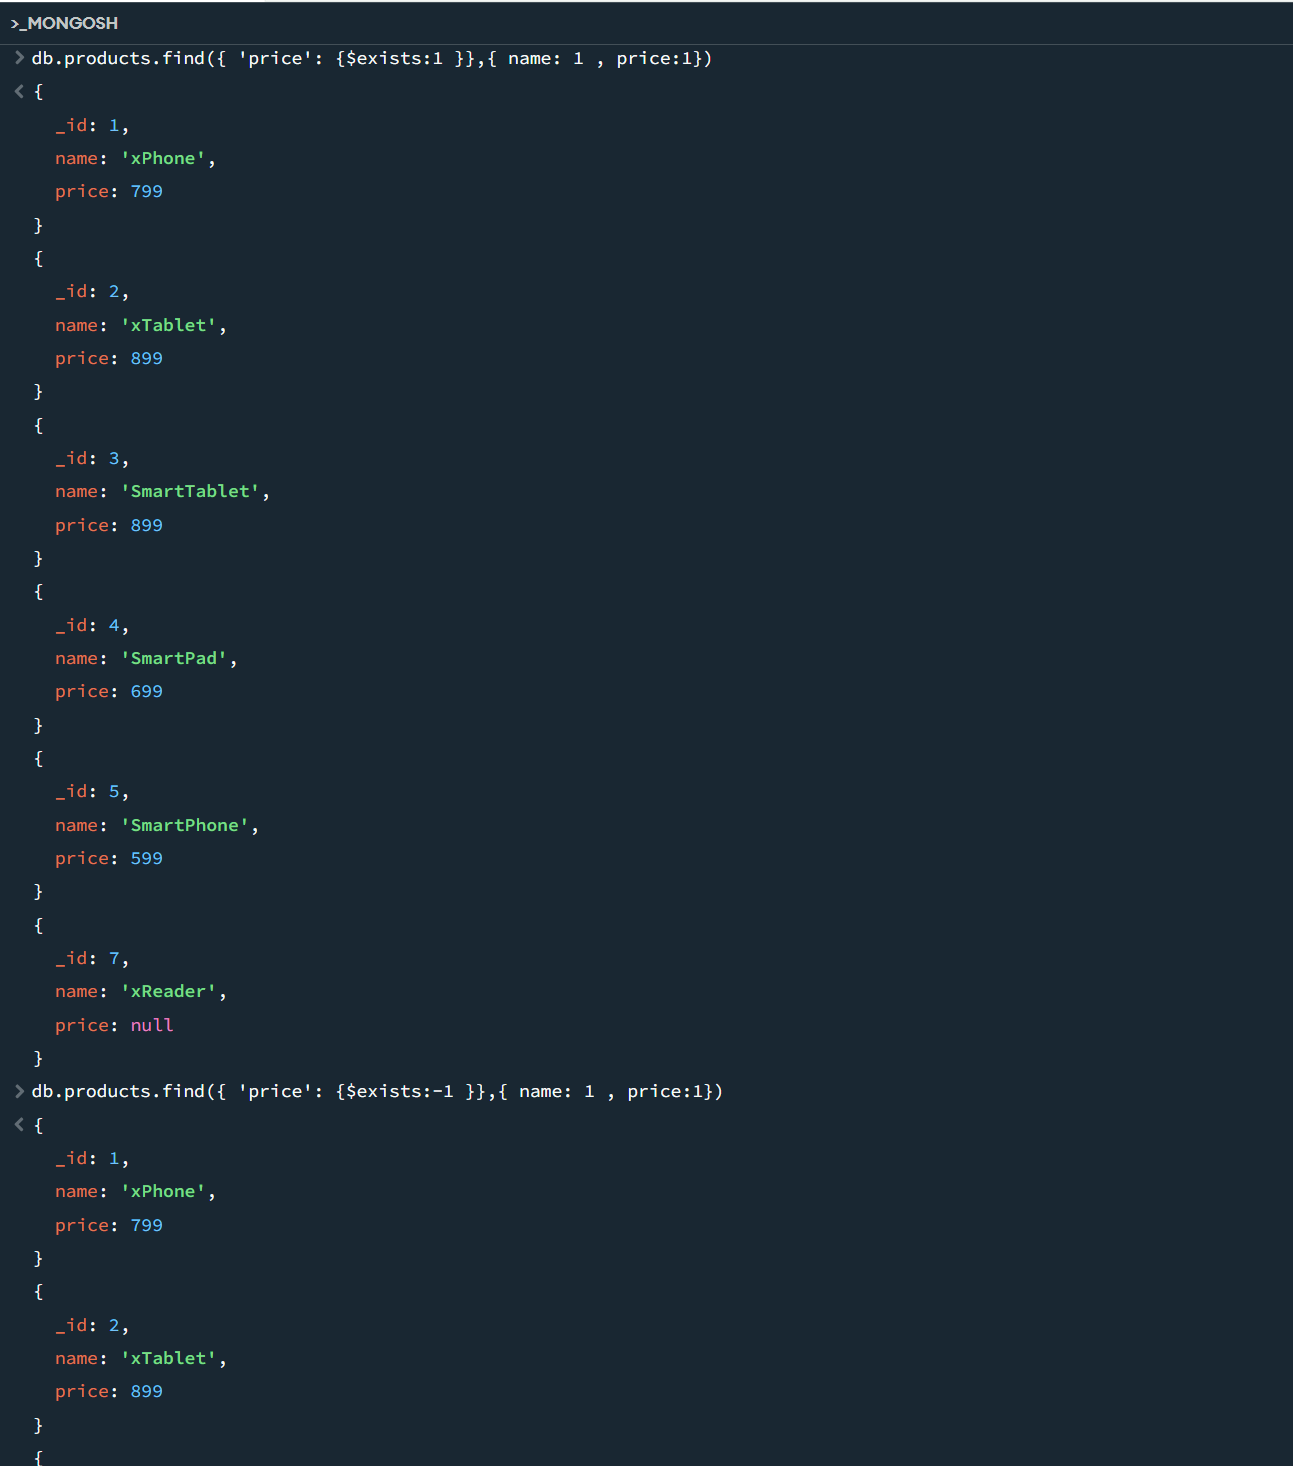 >_MONGOSH
> db.products.find({ 'price': {$exists:1 }},{ name: 1 , price:1})
< {
_id: 1,
name: 'xPhone',
price: 799
}
{
_id: 2,
name: 'xTablet',
price: 899
}
{
_id: 3,
name: 'SmartTablet',
price: 899
}
{
_id: 4,
name: 'SmartPad',
price: 699
}
{
_id: 5,
name: 'SmartPhone',
price: 599
}
{
_id: 7,
name: 'xReader',
price: null
}
> db.products.find({ 'price': {$exists:-1 }},{ name: 1 , price:1})
< {
_id: 1,
name: 'xPhone',
price: 799
}
{
_id: 2,
name: 'xTablet',
price: 899
}
{